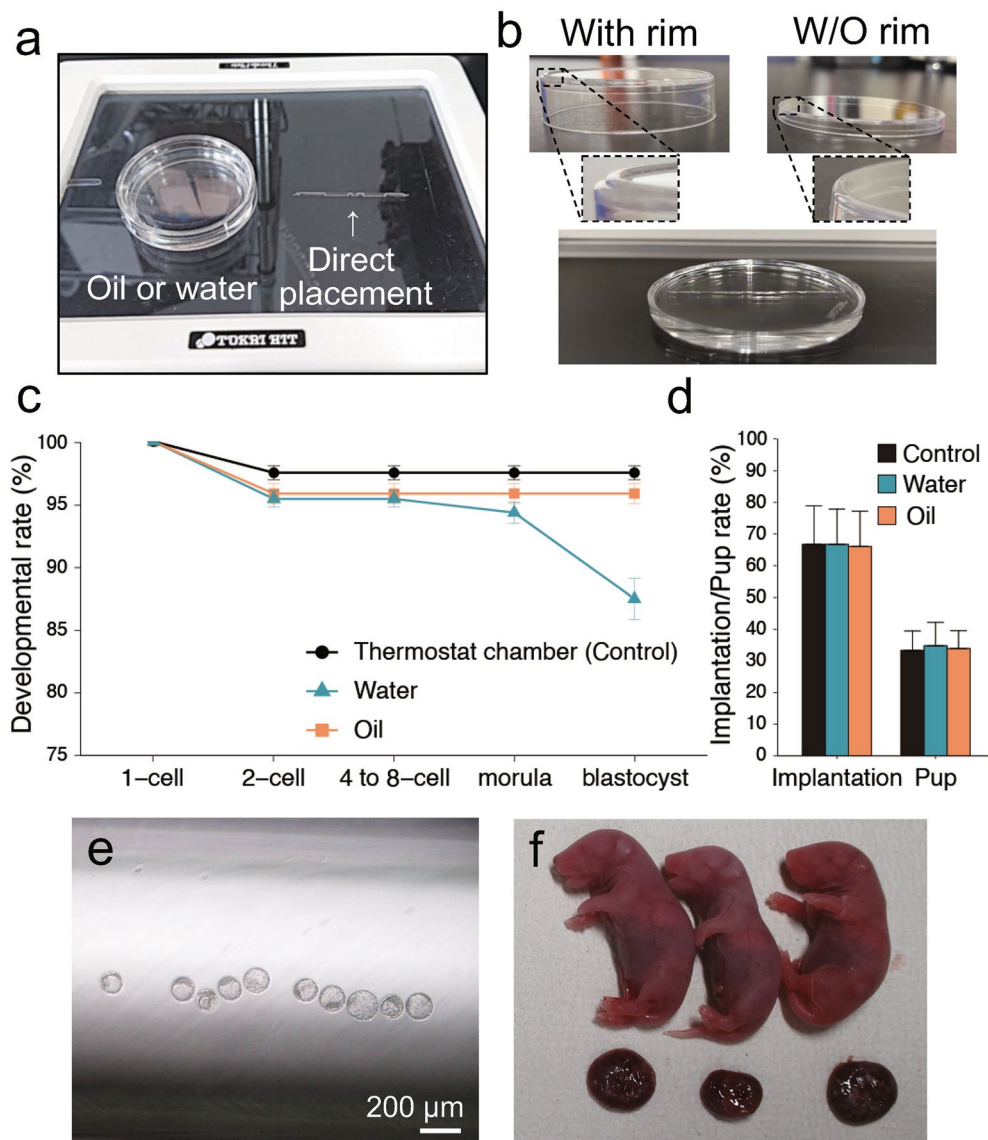 a
Oil or water
↑
Direct
placement
TOKAI HIT
b
With rim
W/O rim
c
Developmental rate (%)
100
95
90
85
80
75
1–cell
2–cell
4 to 8–cell
morula
blastocyst
Thermostat chamber (Control)
Water
Oil
d
Implantation/Pup rate (%)
100
90
80
70
60
50
40
30
20
10
0
Implantation
Pup
Control
Water
Oil
e
200 µm
f